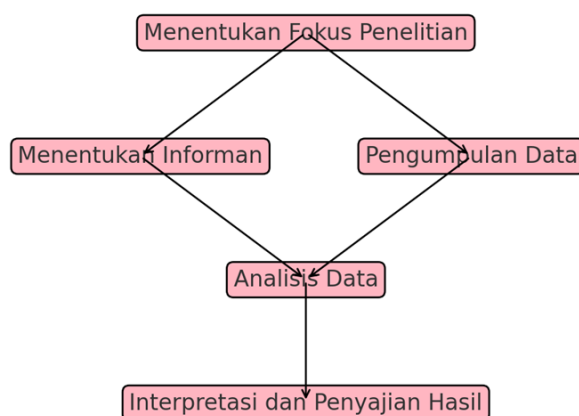 Menentukan Fokus Penelitian
Menentukan Informan
Pengumpulan Data
Analisis Data
Interpretasi dan Penyajian Hasil